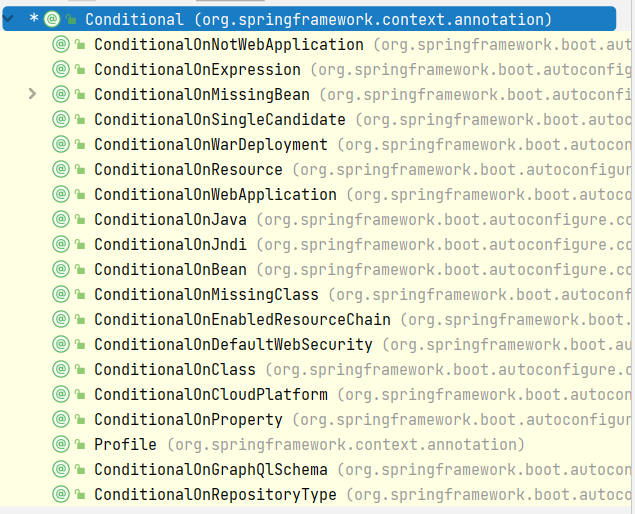 * @ Conditional (org.springframework.context.annotation)
@ ConditionalOnNotWebApplication (org.springframework.boot.aut
@ ConditionalOnExpression (org.springframework.boot.autoconfig
@ ConditionalOnMissingBean (org.springframework.boot.autoconfi
@ ConditionalOnSingleCandidate (org.springframework.boot.autoc
@ ConditionalOnWarDeployment (org.springframework.boot.autocon
@ ConditionalOnResource (org.springframework.boot.autoconfigur
@ ConditionalOnWebApplication (org.springframework.boot.autoco
@ ConditionalOnJava (org.springframework.boot.autoconfigure.co
@ ConditionalOnJndi (org.springframework.boot.autoconfigure.co
@ ConditionalOnBean (org.springframework.boot.autoconfigure.co
@ ConditionalOnMissingClass (org.springframework.boot.autoconf
@ ConditionalOnEnabledResourceChain (org.springframework.boot.
@ ConditionalOnDefaultWebSecurity (org.springframework.boot.au
@ ConditionalOnClass (org.springframework.boot.autoconfigure.c
@ ConditionalOnCloudPlatform (org.springframework.boot.autocon
@ ConditionalOnProperty (org.springframework.boot.autoconfigur
@ Profile (org.springframework.context.annotation)
@ ConditionalOnGraphQlSchema (org.springframework.boot.autocon
@ ConditionalOnRepositoryType (org.springframework.boot.autoco